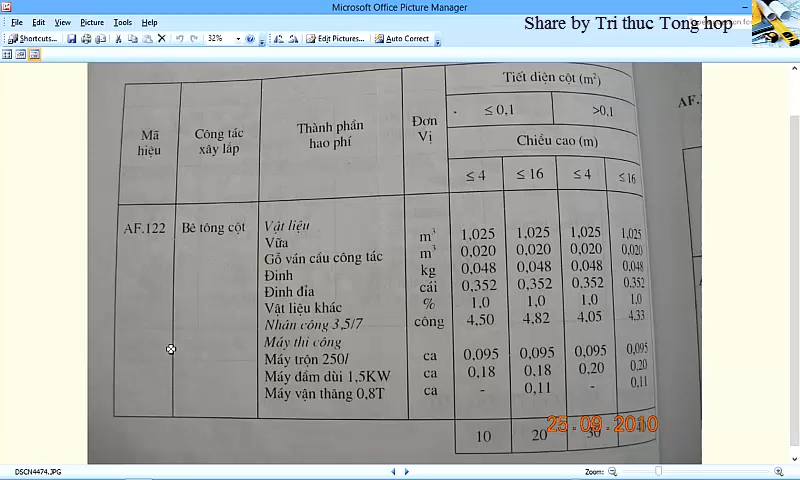 Microsoft Office Picture Manager
Share by Tri thuc Tong hop
File Edit View Picture Tools Help
Shortcuts... 32% Edit Pictures... Auto Correct
Mã hiệu
Công tác xây lắp
Thành phần hao phí
Đơn Vị
Tiết diện cột (m²)
≤ 0,1 >0,1
Chiều cao (m)
≤ 4 ≤ 16 ≤ 4 ≤ 16
AF.122 Bê tông cột Vật liệu
Vữa m³ 1,025 1,025 1,025 1,025
Gỗ ván cầu công tác m³ 0,020 0,020 0,020 0,020
Đinh kg 0,048 0,048 0,048 0,048
Đinh đỉa cái 0,352 0,352 0,352 0,352
Vật liệu khác % 1,0 1,0 1,0 1,0
Nhân công 3,5/7 công 4,50 4,82 4,05 4,33
Máy thi công
Máy trộn 250l ca 0,095 0,095 0,095 0,095
Máy đầm dùi 1,5KW ca 0,18 0,18 0,20 0,20
Máy vận thăng 0,8T ca - 0,11 - 0,11
10 20 30
25.09.2010
AF.
DSCN4474.JPG
Zoom: